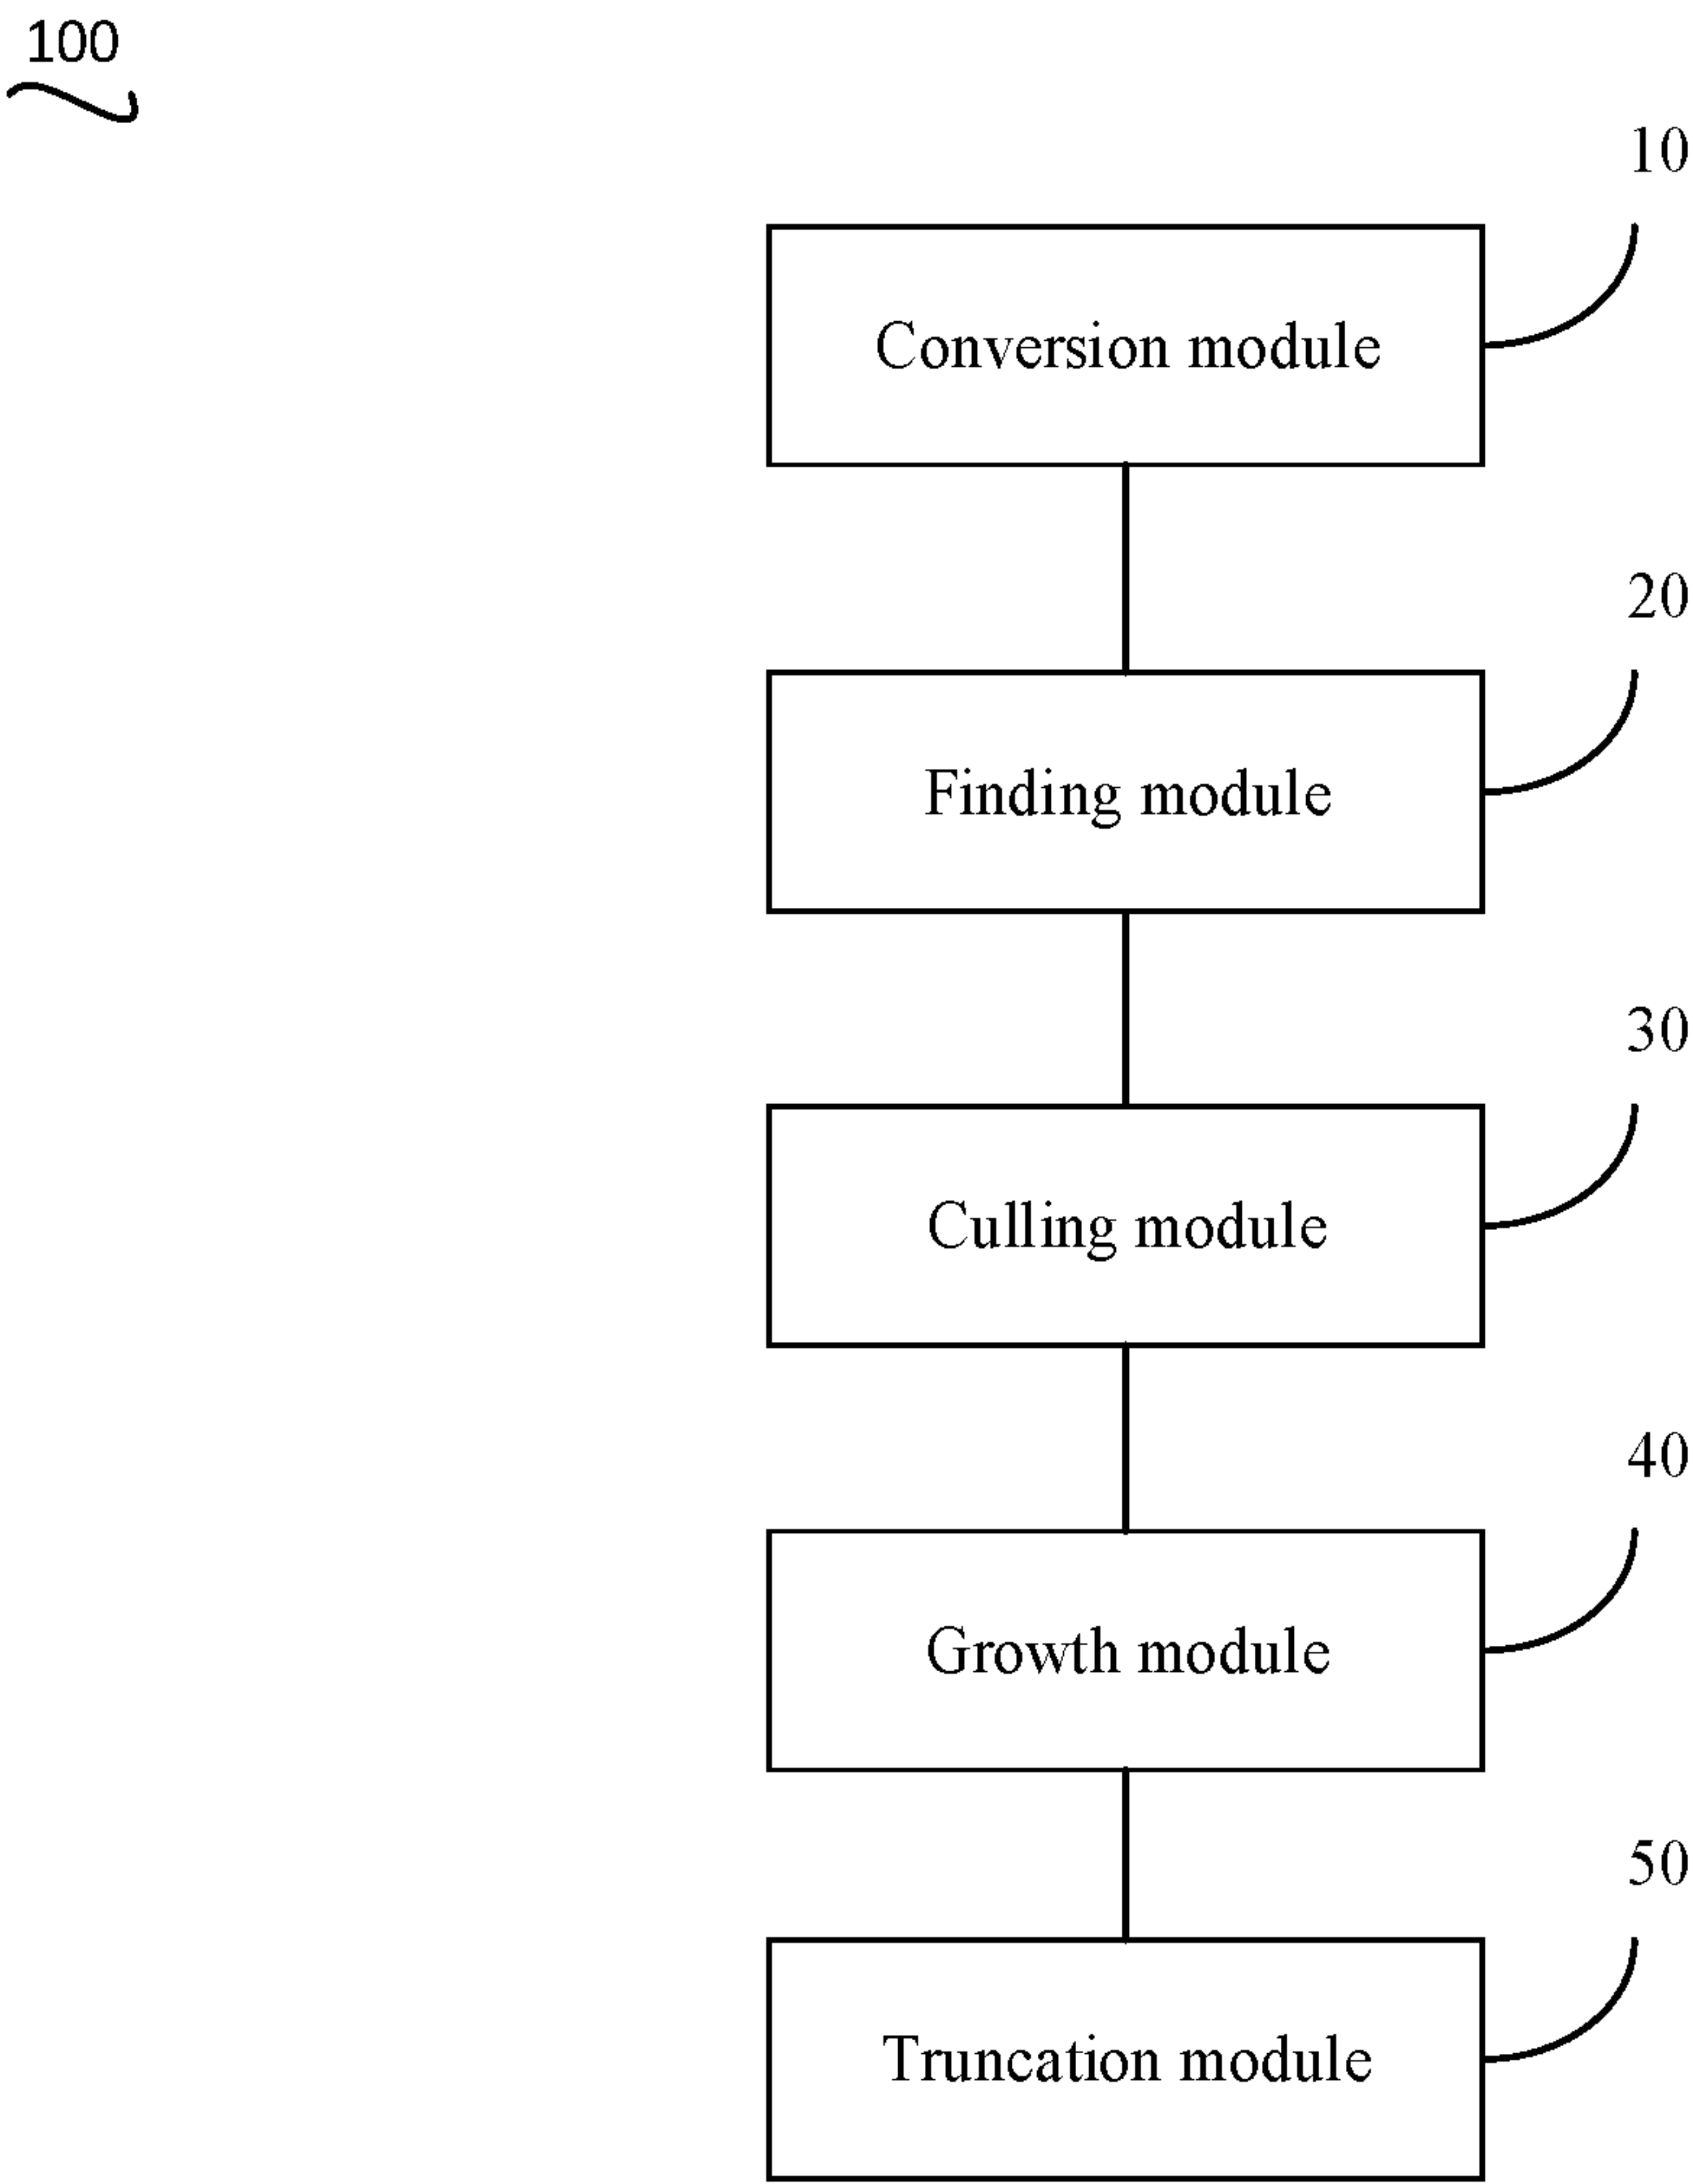 100
10
Conversion module
20
Finding module
30
Culling module
40
Growth module
50
Truncation module